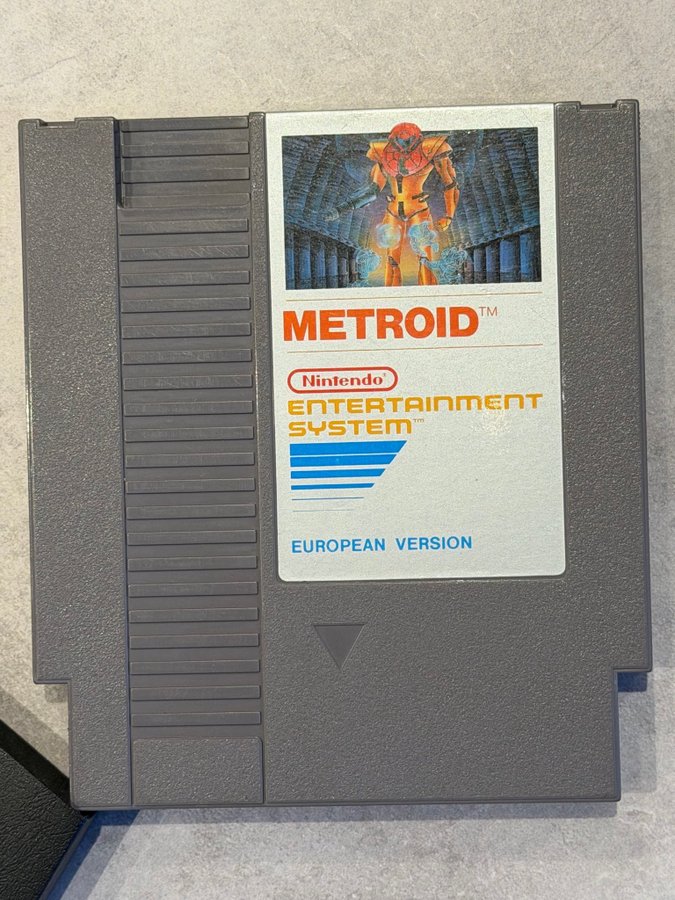 METROID™
Nintendo®
ENTERTAINMENT
SYSTEM™
EUROPEAN VERSION